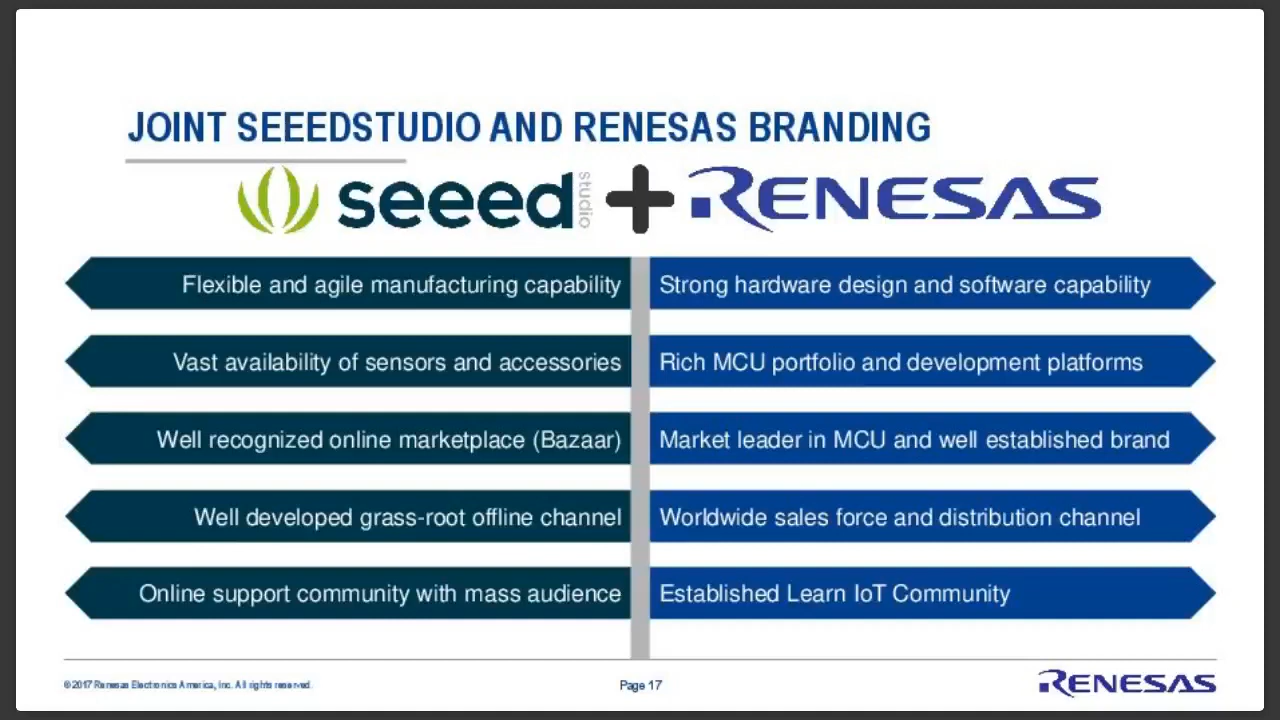 JOINT SEEEDSTUDIO AND RENESAS BRANDING
seeed studio + RENESAS
Flexible and agile manufacturing capability
Strong hardware design and software capability
Vast availability of sensors and accessories
Rich MCU portfolio and development platforms
Well recognized online marketplace (Bazaar)
Market leader in MCU and well established brand
Well developed grass-root offline channel
Worldwide sales force and distribution channel
Online support community with mass audience
Established Learn IoT Community
©2017 Renesas Electronics America, Inc. All rights reserved.
Page 17
RENESAS